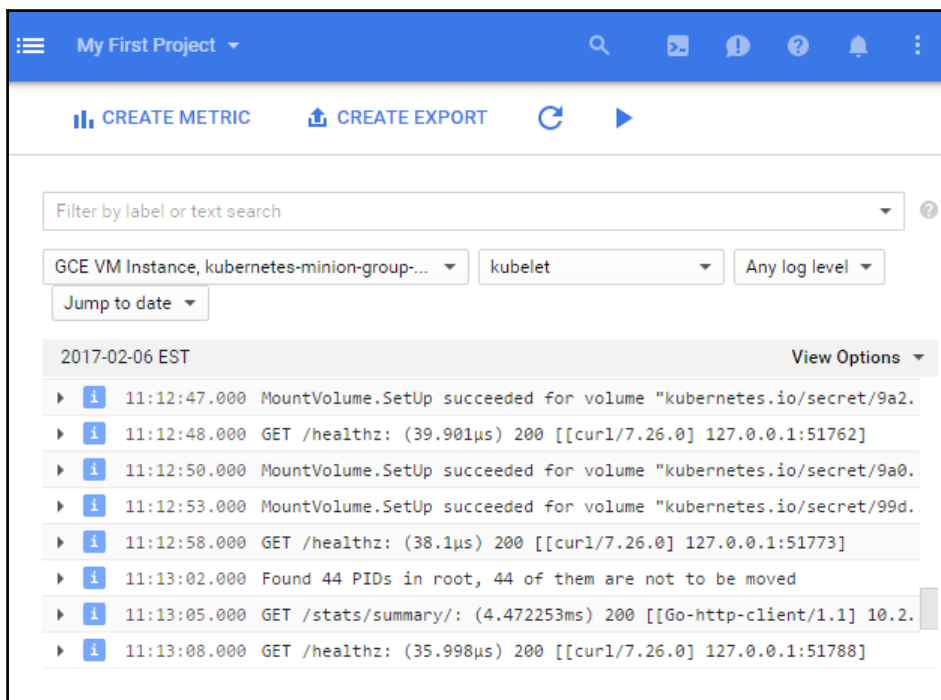 My First Project
CREATE METRIC CREATE EXPORT
Filter by label or text search
GCE VM Instance, kubernetes-minion-group-... kubelet Any log level
Jump to date
2017-02-06 EST View Options
i 11:12:47.000 MountVolume.SetUp succeeded for volume "kubernetes.io/secret/9a2.
i 11:12:48.000 GET /healthz: (39.901µs) 200 [[curl/7.26.0] 127.0.0.1:51762]
i 11:12:50.000 MountVolume.SetUp succeeded for volume "kubernetes.io/secret/9a0.
i 11:12:53.000 MountVolume.SetUp succeeded for volume "kubernetes.io/secret/99d.
i 11:12:58.000 GET /healthz: (38.1µs) 200 [[curl/7.26.0] 127.0.0.1:51773]
i 11:13:02.000 Found 44 PIDs in root, 44 of them are not to be moved
i 11:13:05.000 GET /stats/summary/: (4.472253ms) 200 [[Go-http-client/1.1] 10.2.
i 11:13:08.000 GET /healthz: (35.998µs) 200 [[curl/7.26.0] 127.0.0.1:51788]